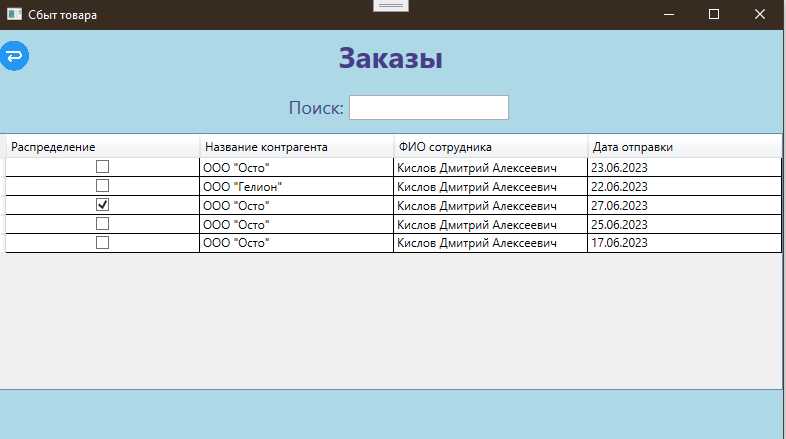 Сбыт товара
Заказы
Поиск:
Распределение Название контрагента ФИО сотрудника Дата отправки
ООО "Осто" Кислов Дмитрий Алексеевич 23.06.2023
ООО "Гелион" Кислов Дмитрий Алексеевич 22.06.2023
ООО "Осто" Кислов Дмитрий Алексеевич 27.06.2023
ООО "Осто" Кислов Дмитрий Алексеевич 25.06.2023
ООО "Осто" Кислов Дмитрий Алексеевич 17.06.2023